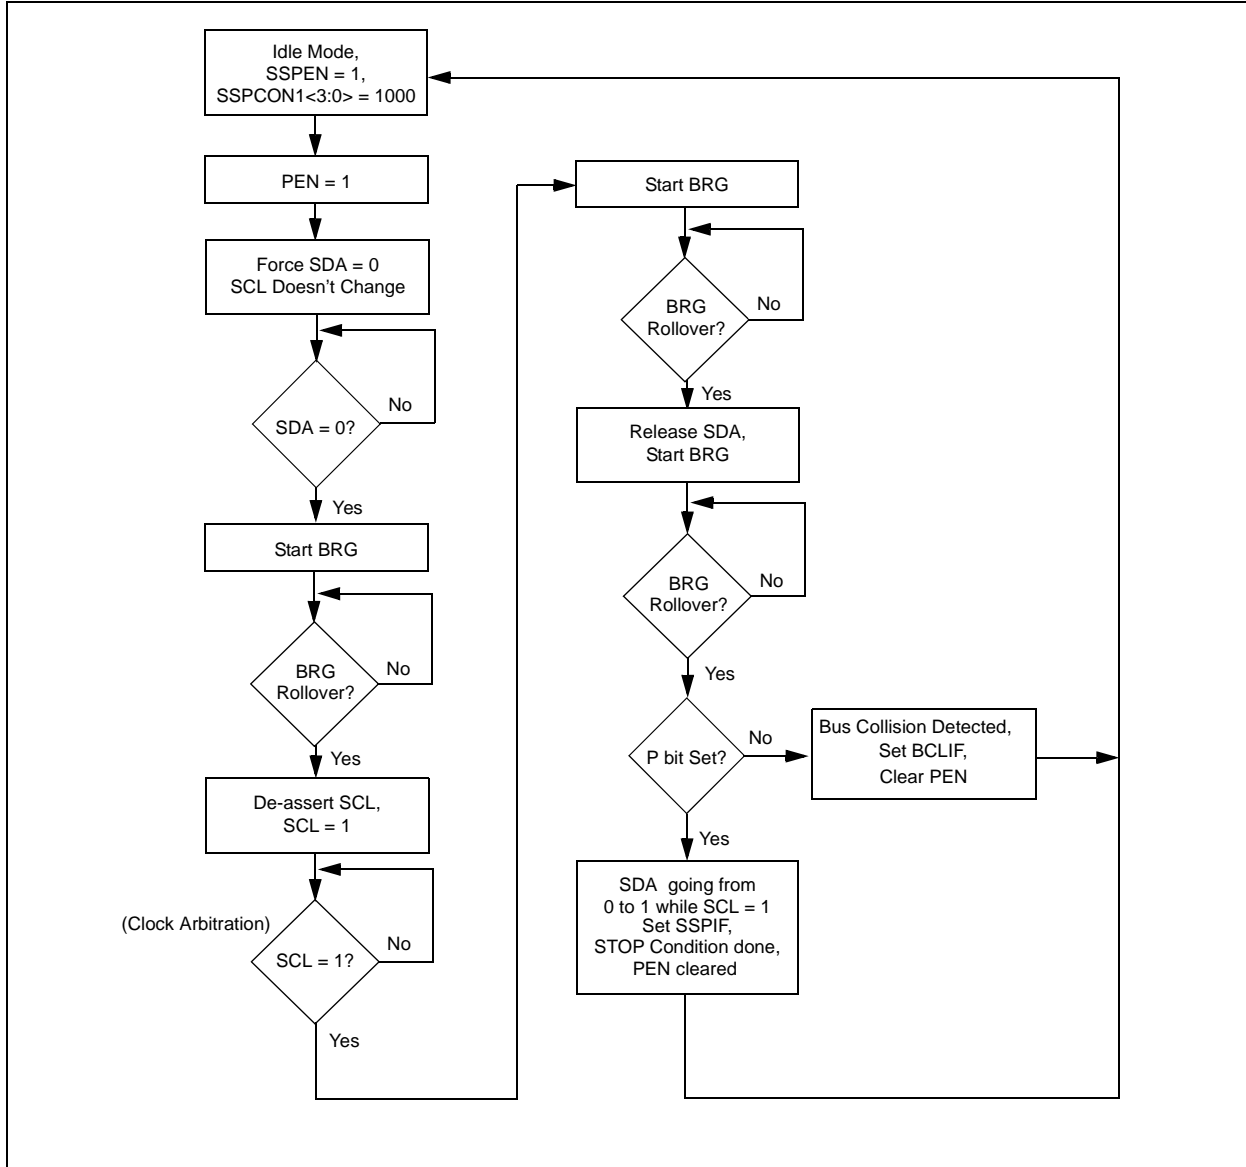 Idle Mode,
SSPEN = 1,
SSPCON1<3:0> = 1000
PEN = 1
Force SDA = 0
SCL Doesn't Change
No
SDA = 0?
Yes
Start BRG
BRG
Rollover?
No
Yes
De-assert SCL,
SCL = 1
(Clock Arbitration)
No
SCL = 1?
Yes
Start BRG
BRG
Rollover?
No
Yes
Release SDA,
Start BRG
BRG
Rollover?
No
Yes
P bit Set?
No
Bus Collision Detected,
Set BCLIF,
Clear PEN
Yes
SDA going from
0 to 1 while SCL = 1
Set SSPIF,
STOP Condition done,
PEN cleared